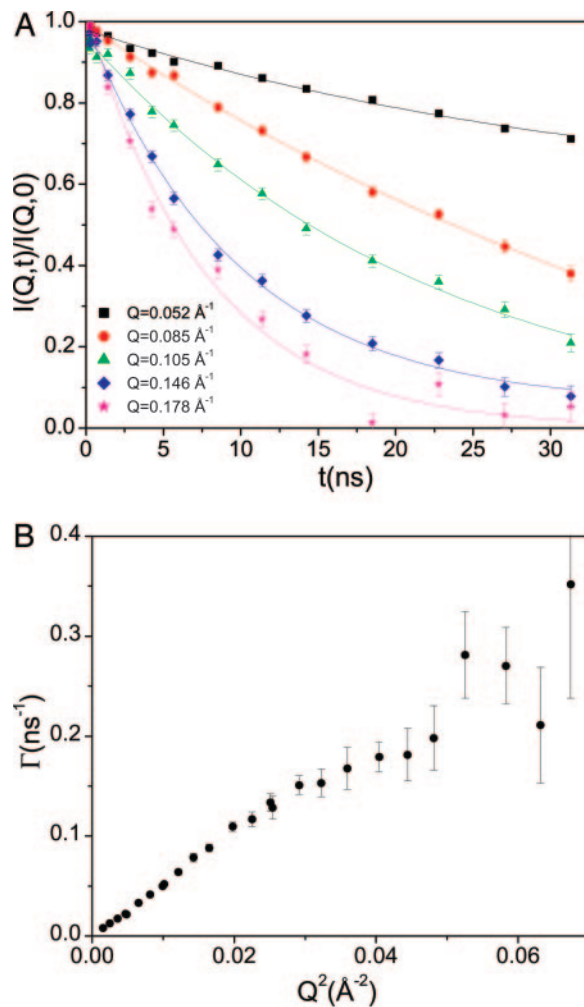 A
I(Q,t)/I(Q,0)
1.0
0.8
0.6
0.4
0.2
0.0
Q=0.052 Å⁻¹
Q=0.085 Å⁻¹
Q=0.105 Å⁻¹
Q=0.146 Å⁻¹
Q=0.178 Å⁻¹
0 5 10 15 20 25 30
t(ns)
B
Γ(ns⁻¹)
0.4
0.3
0.2
0.1
0.0
0.00 0.02 0.04 0.06
Q²(Å⁻²)